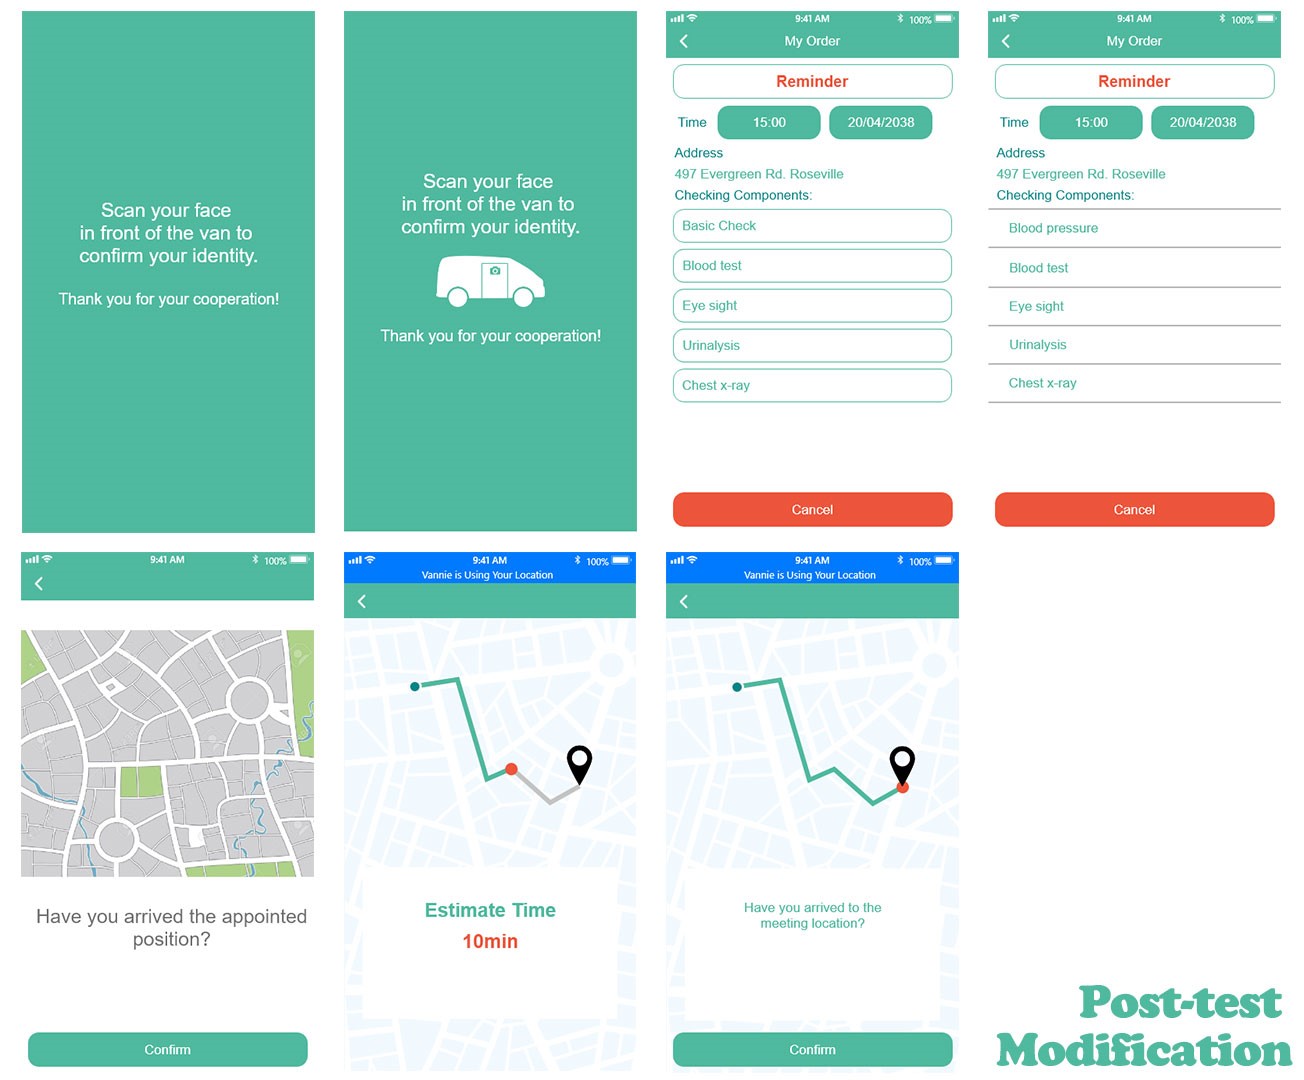 Scan your face
in front of the van to
confirm your identity.
Thank you for your cooperation!
Scan your face
in front of the van to
confirm your identity.
Thank you for your cooperation!
9:41 AM
100%
My Order
Reminder
Time
15:00
20/04/2038
Address
497 Evergreen Rd. Roseville
Checking Components:
Basic Check
Blood test
Eye sight
Urinalysis
Chest x-ray
Cancel
9:41 AM
100%
My Order
Reminder
Time
15:00
20/04/2038
Address
497 Evergreen Rd. Roseville
Checking Components:
Blood pressure
Blood test
Eye sight
Urinalysis
Chest x-ray
Cancel
9:41 AM
100%
Have you arrived the appointed
position?
Confirm
9:41 AM
100%
Vannie is Using Your Location
Estimate Time
10min
9:41 AM
100%
Vannie is Using Your Location
Have you arrived to the
meeting location?
Confirm
Post-test
Modification